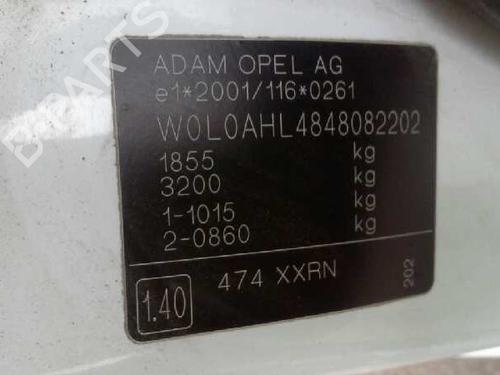 ADAM OPEL AG
e1*2001/116*0261
W0L0AHL4848082202
1855 kg
3200 kg
1-1015 kg
2-0860 kg
1.40 474 XXRN 202